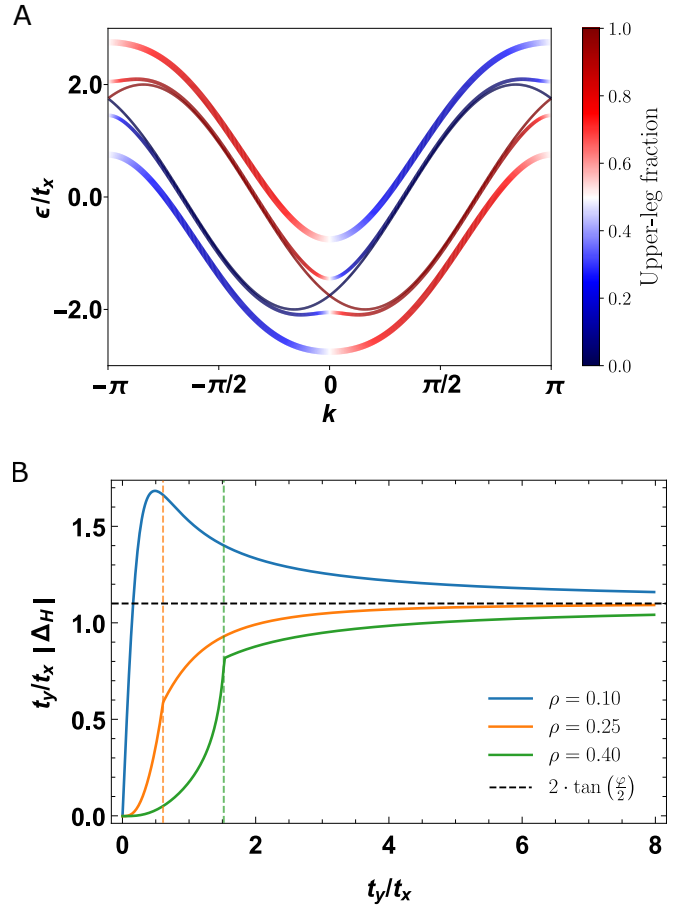 A
2.0
0.0
−2.0
ϵ/t_x
−π
−π/2
0
π/2
π
k
1.0
0.8
0.6
0.4
0.2
0.0
Upper-leg fraction
B
1.5
1.0
0.5
0.0
t_y/t_x |Δ_H|
ρ = 0.10
ρ = 0.25
ρ = 0.40
2 · tan (φ/2)
0
2
4
6
8
t_y/t_x